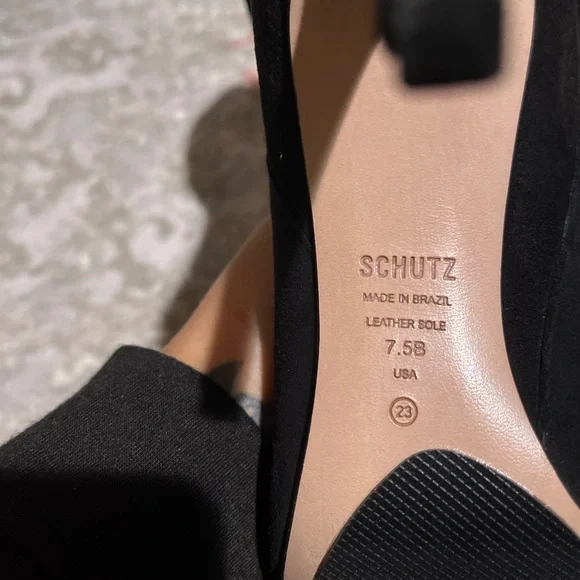 SCHUTZ
MADE IN BRAZIL
LEATHER SOLE
7.5B
USA
23